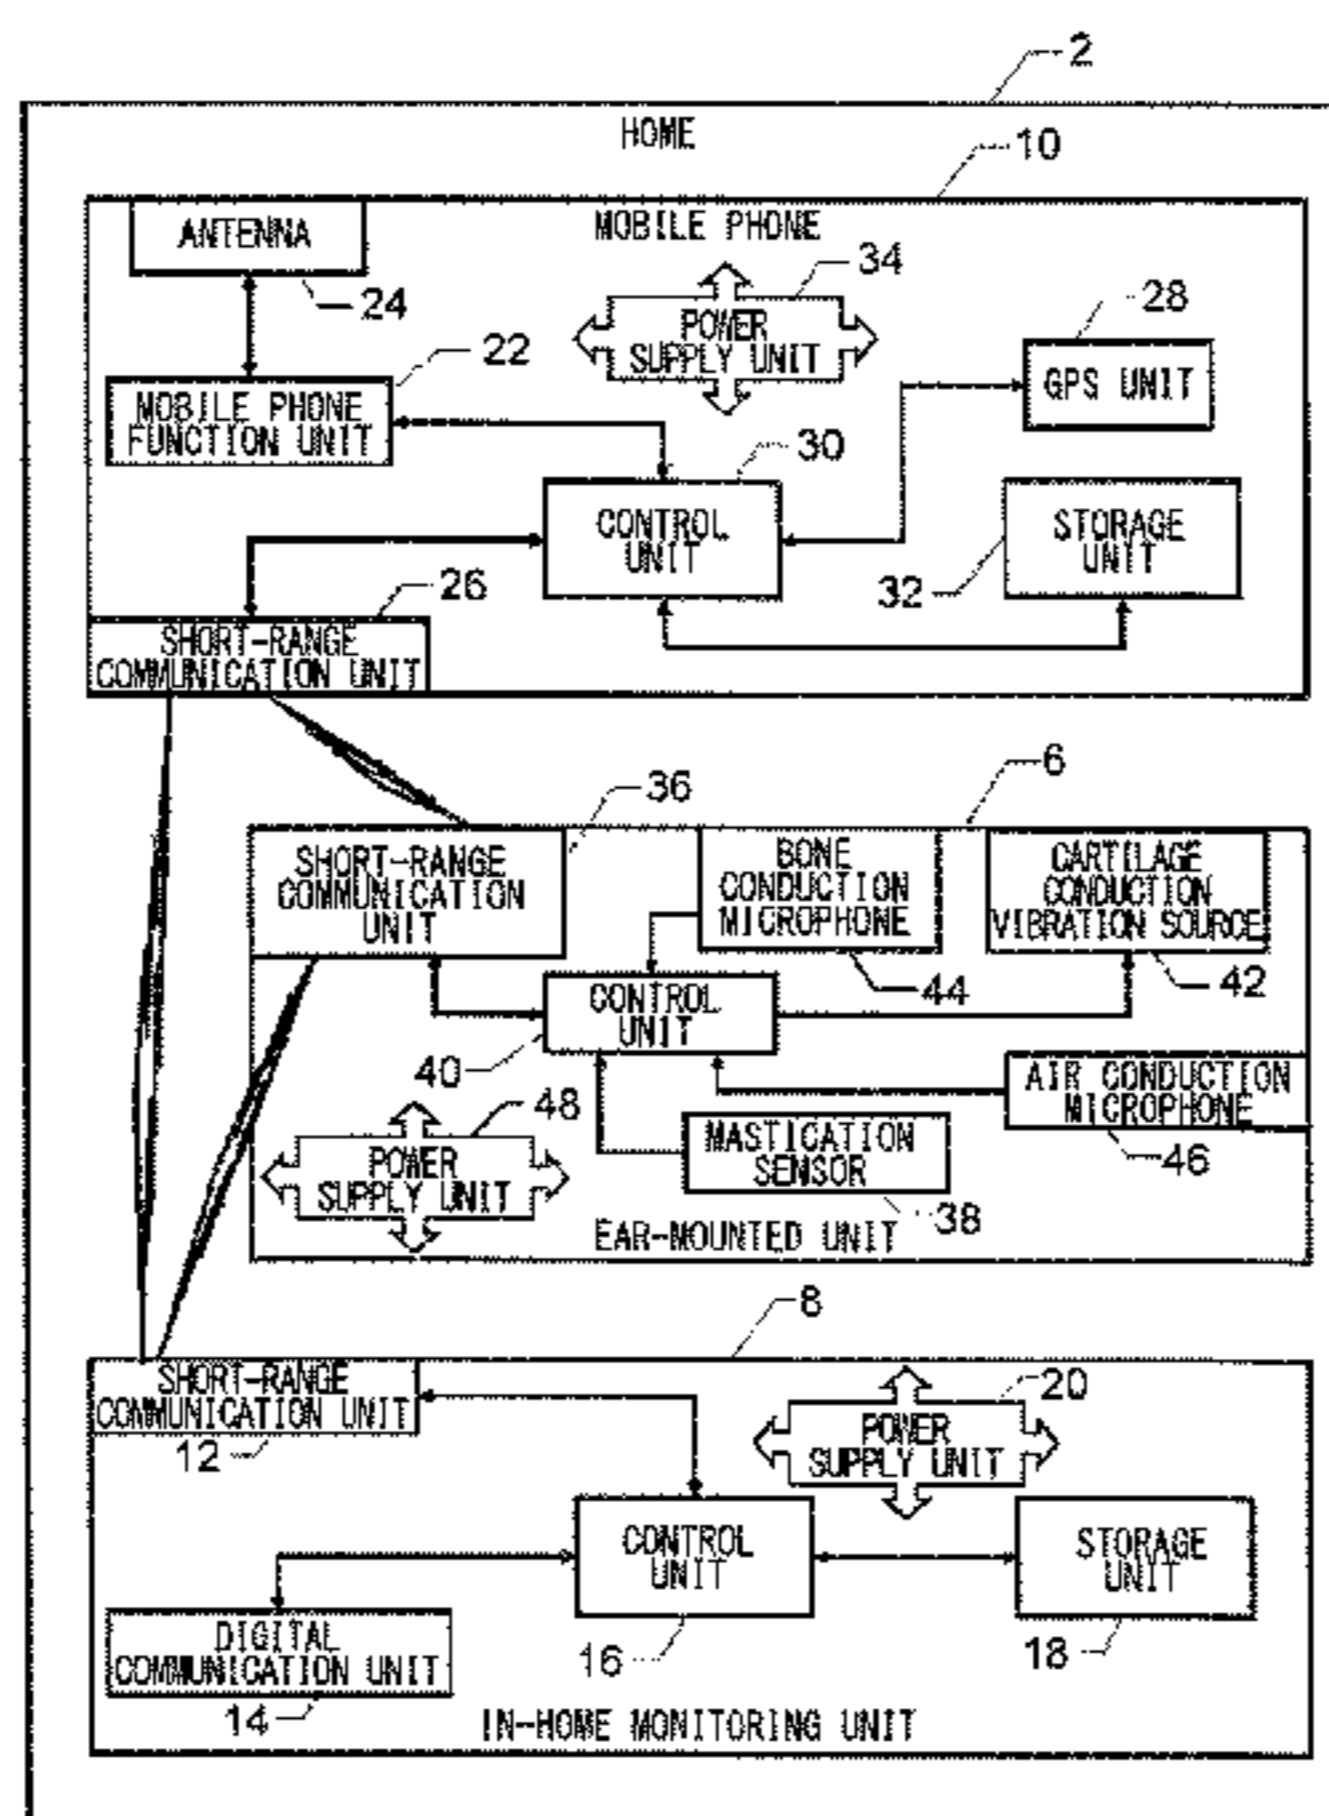 2
HOME
10
ANTENNA
MOBILE PHONE
24
34
28
22
POWER
SUPPLY UNIT
GPS UNIT
MOBILE PHONE
FUNCTION UNIT
30
CONTROL
UNIT
STORAGE
UNIT
32
26
SHORT-RANGE
COMMUNICATION UNIT
6
36
SHORT-RANGE
COMMUNICATION
UNIT
BONE
CONDUCTION
MICROPHONE
CARTILAGE
CONDUCTION
VIBRATION SOURCE
44
42
CONTROL
UNIT
40
AIR CONDUCTION
MICROPHONE
48
MASTICATION
SENSOR
46
POWER
SUPPLY UNIT
38
EAR-MOUNTED UNIT
8
SHORT-RANGE
COMMUNICATION UNIT
20
12
POWER
SUPPLY UNIT
CONTROL
UNIT
STORAGE
UNIT
DIGITAL
COMMUNICATION UNIT
16
18
14
IN-HOME MONITORING UNIT